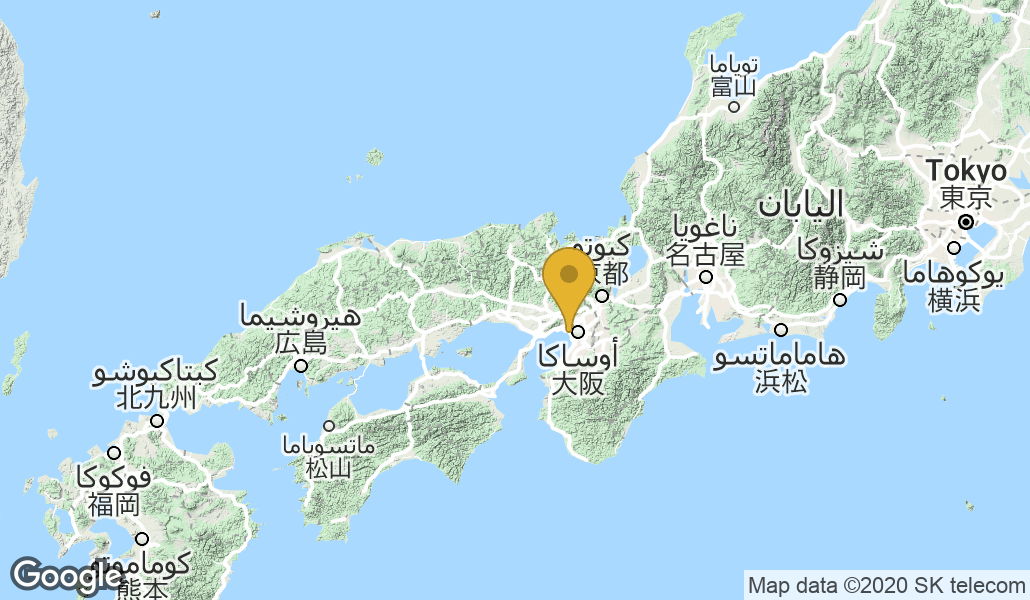 توياما
富山
Tokyo
東京
اليابان
ناغويا
名古屋
شيزوكا
静岡
كيوتو
京都
يوكوهاما
横浜
هيروشيما
広島
أوساكا
大阪
هاماماتسو
浜松
كيتاكيوشو
北九州
ماتسوياما
松山
فوكوكا
福岡
كوماموتو
熊本
Google
Map data ©2020 SK telecom